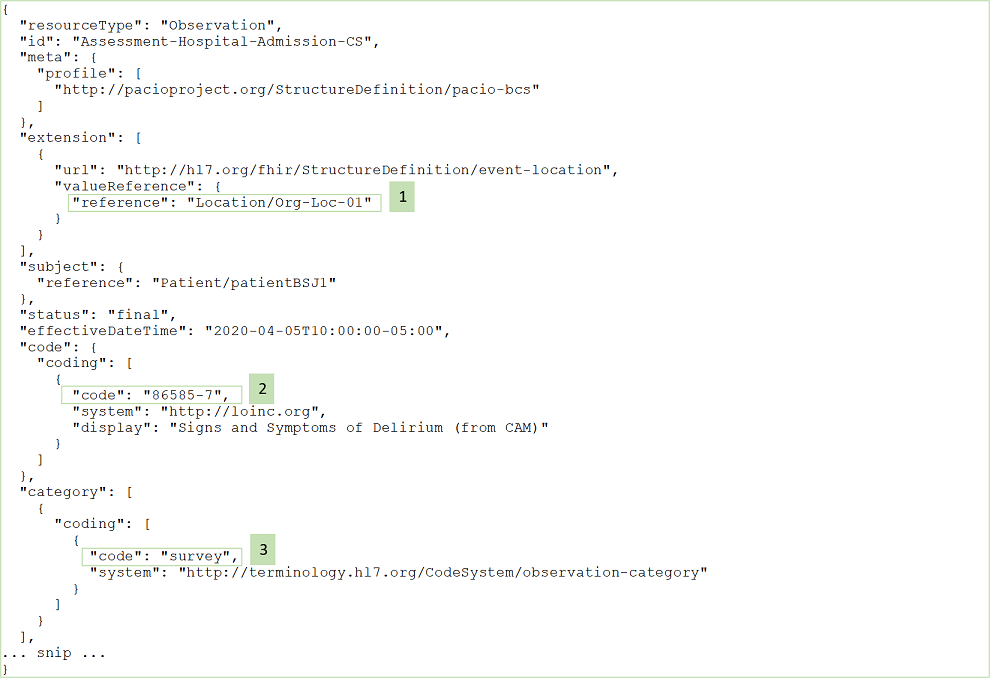 {
  "resourceType": "Observation",
  "id": "Assessment-Hospital-Admission-CS",
  "meta": {
    "profile": [
      "http://pacioproject.org/StructureDefinition/pacio-bcs"
    ]
  },
  "extension": [
    {
      "url": "http://hl7.org/fhir/StructureDefinition/event-location",
      "valueReference": {
        "reference": "Location/Org-Loc-01" 1
      }
    }
  ],
  "subject": {
    "reference": "Patient/patientBSJ1"
  },
  "status": "final",
  "effectiveDateTime": "2020-04-05T10:00:00-05:00",
  "code": {
    "coding": [
      {
        "code": "86585-7", 2
        "system": "http://loinc.org",
        "display": "Signs and Symptoms of Delirium (from CAM)"
      }
    ]
  },
  "category": [
    {
      "coding": [
        {
          "code": "survey", 3
          "system": "http://terminology.hl7.org/CodeSystem/observation-category"
        }
      ]
    }
  ],
... snip ...
}